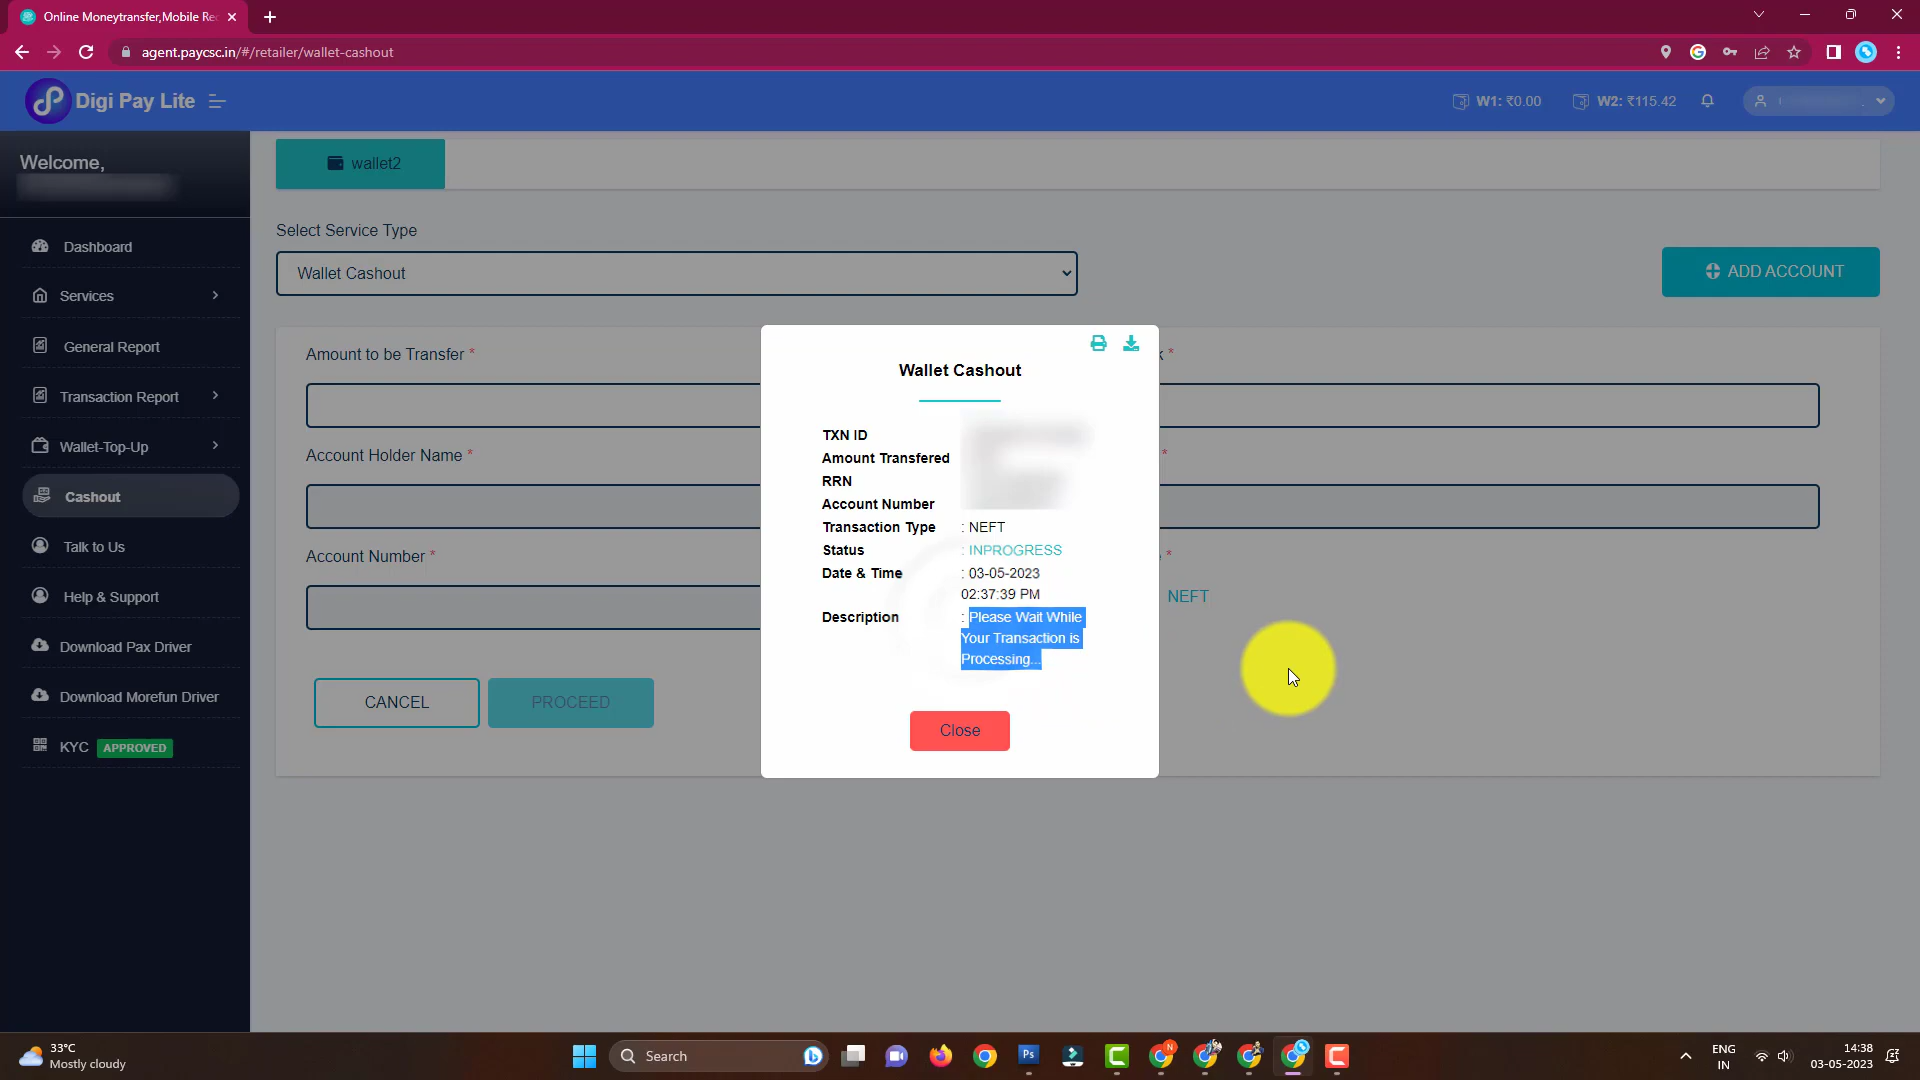 Online Moneytransfer,Mobile Re
agent.paycsc.in/#/retailer/wallet-cashout
Digi Pay Lite
W1: ₹0.00
W2: ₹115.42
Welcome,
wallet2
Select Service Type
Wallet Cashout
ADD ACCOUNT
Dashboard
Services
General Report
Transaction Report
Wallet-Top-Up
Cashout
Talk to Us
Help & Support
Download Pax Driver
Download Morefun Driver
KYC APPROVED
Amount to be Transfer *
*
Account Holder Name *
*
Account Number *
*
NEFT
CANCEL
PROCEED
Wallet Cashout
TXN ID
Amount Transfered
RRN
Account Number
Transaction Type : NEFT
Status : INPROGRESS
Date & Time : 03-05-2023
02:37:39 PM
Description : Please Wait While
Your Transaction is
Processing...
Close
33°C
Mostly cloudy
Search
Ps
N
ENG
IN
14:38
03-05-2023